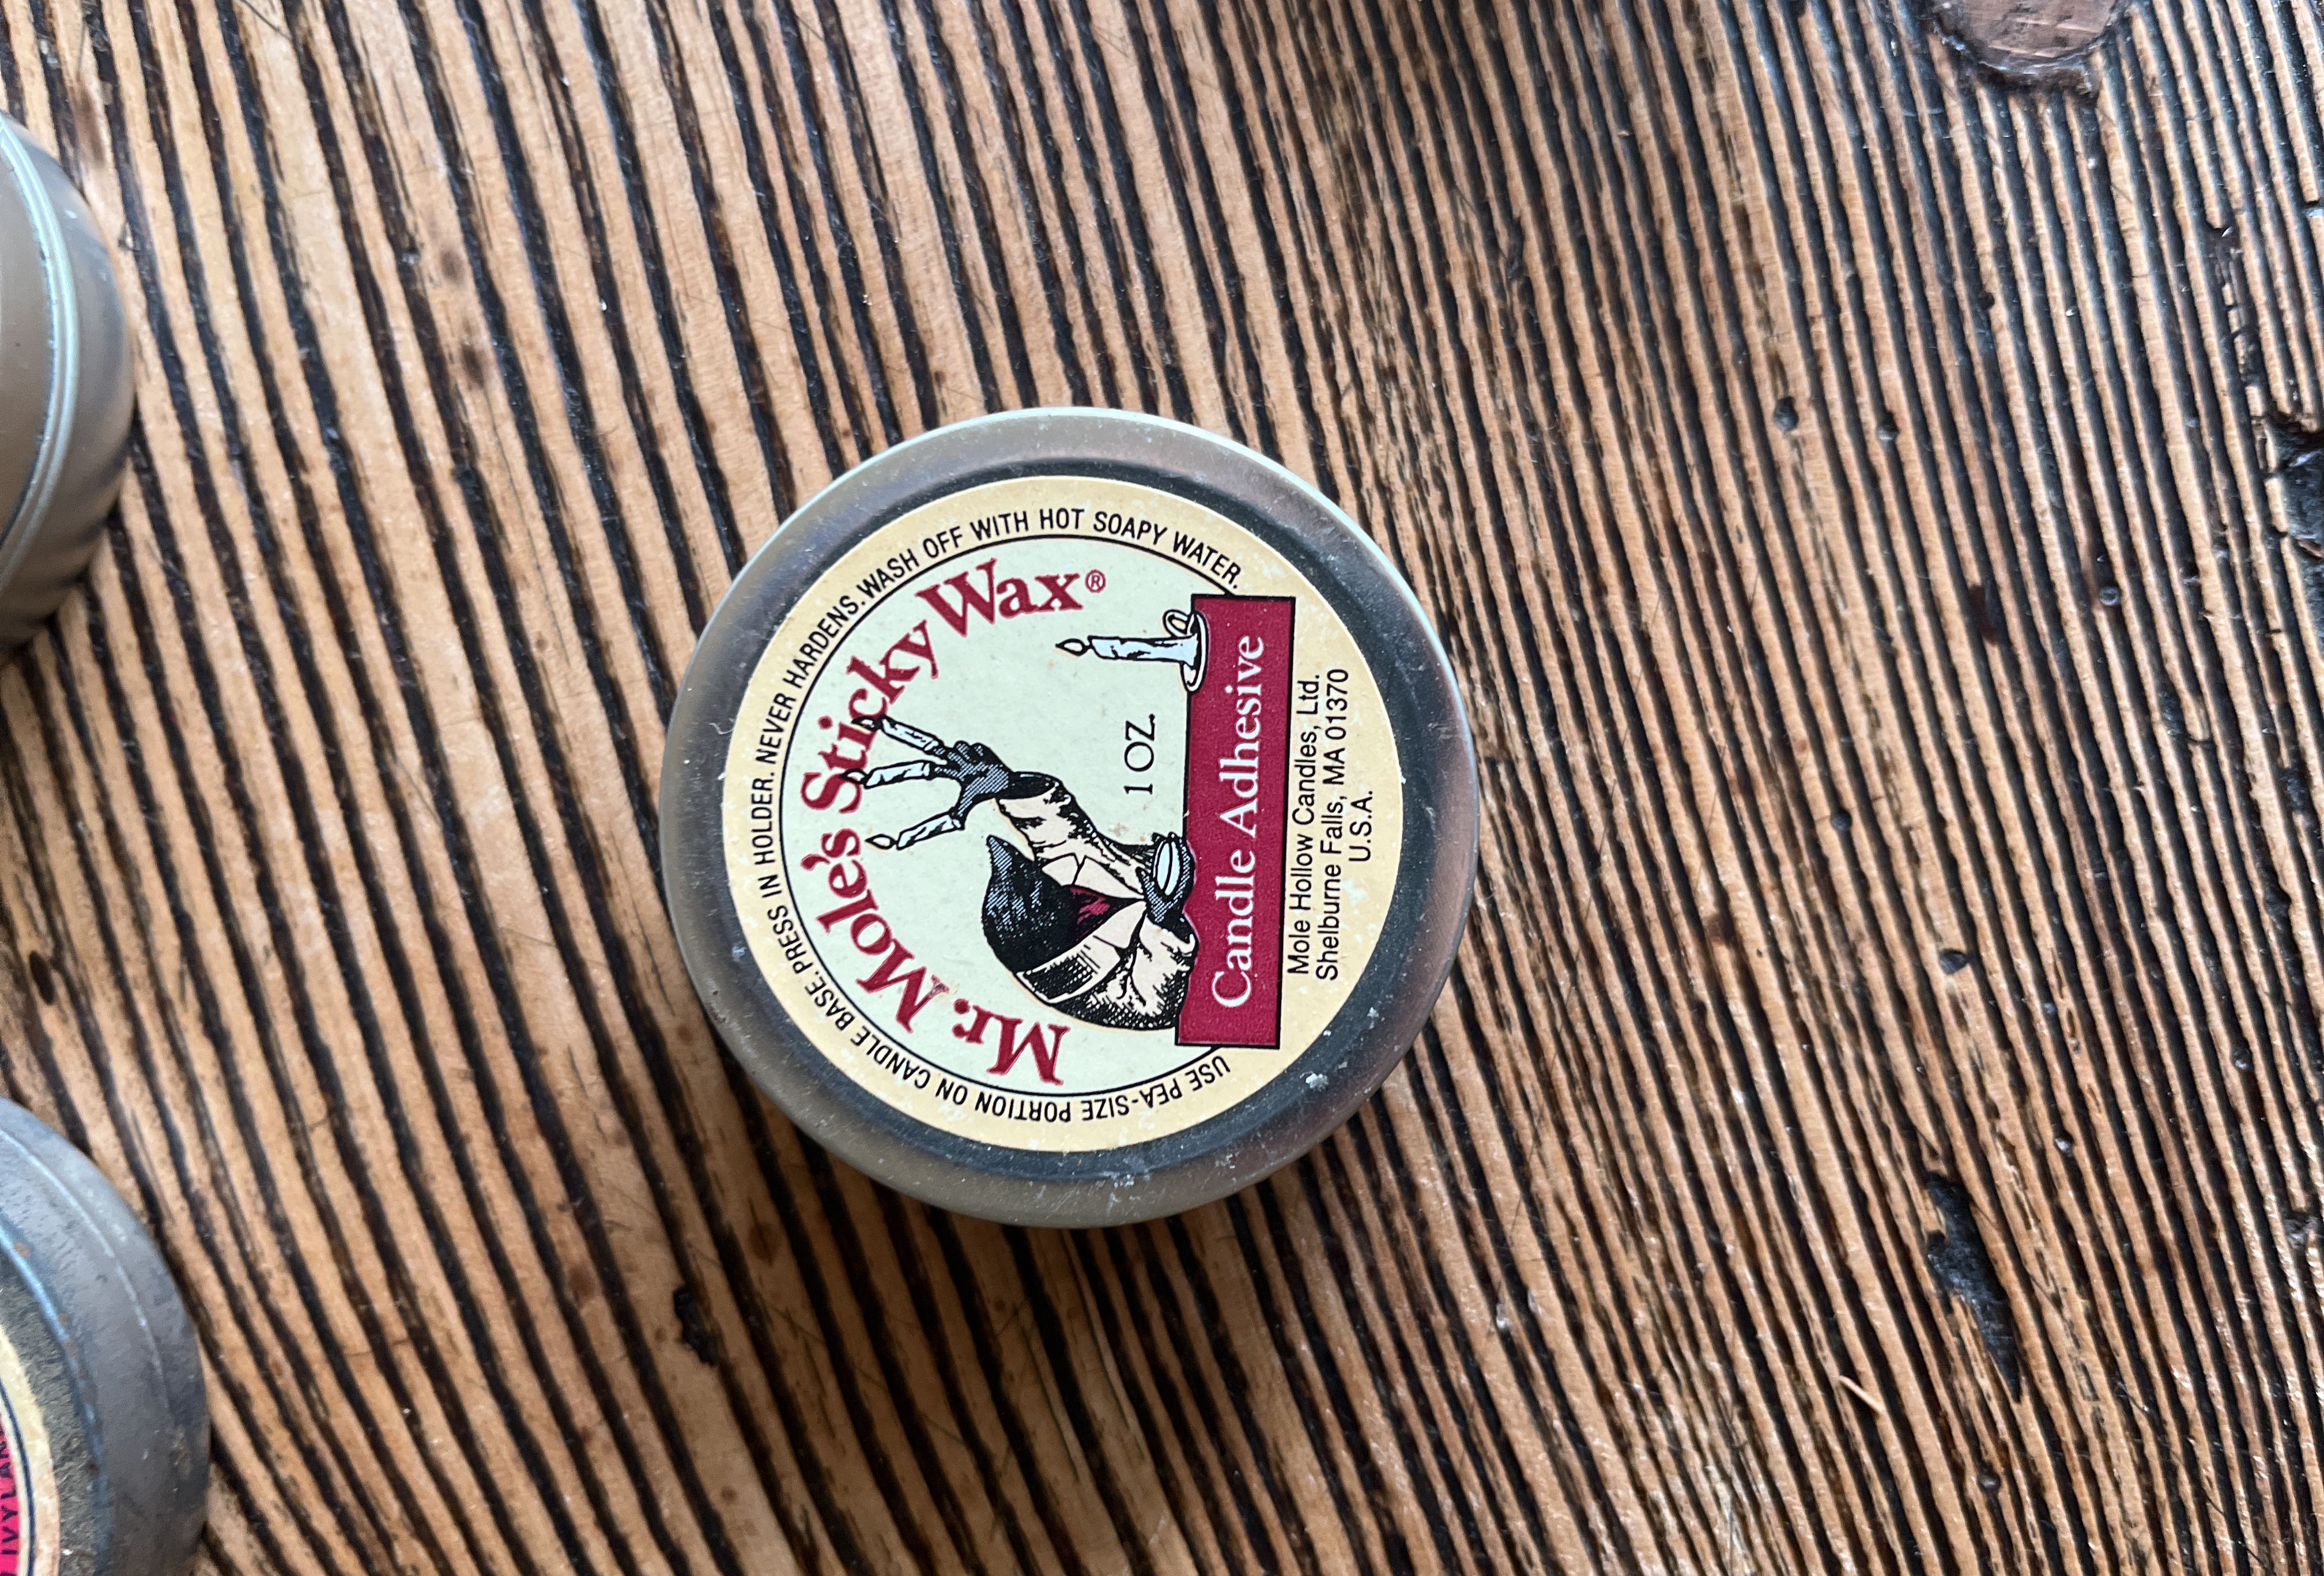 USE PEA-SIZE PORTION ON CANDLE BASE. PRESS IN HOLDER. NEVER HARDENS. WASH OFF WITH HOT SOAPY WATER.
Mr. Mole's Sticky Wax®
1 OZ.
Candle Adhesive
Mole Hollow Candles, Ltd.
Shelburne Falls, MA 01370
U.S.A.